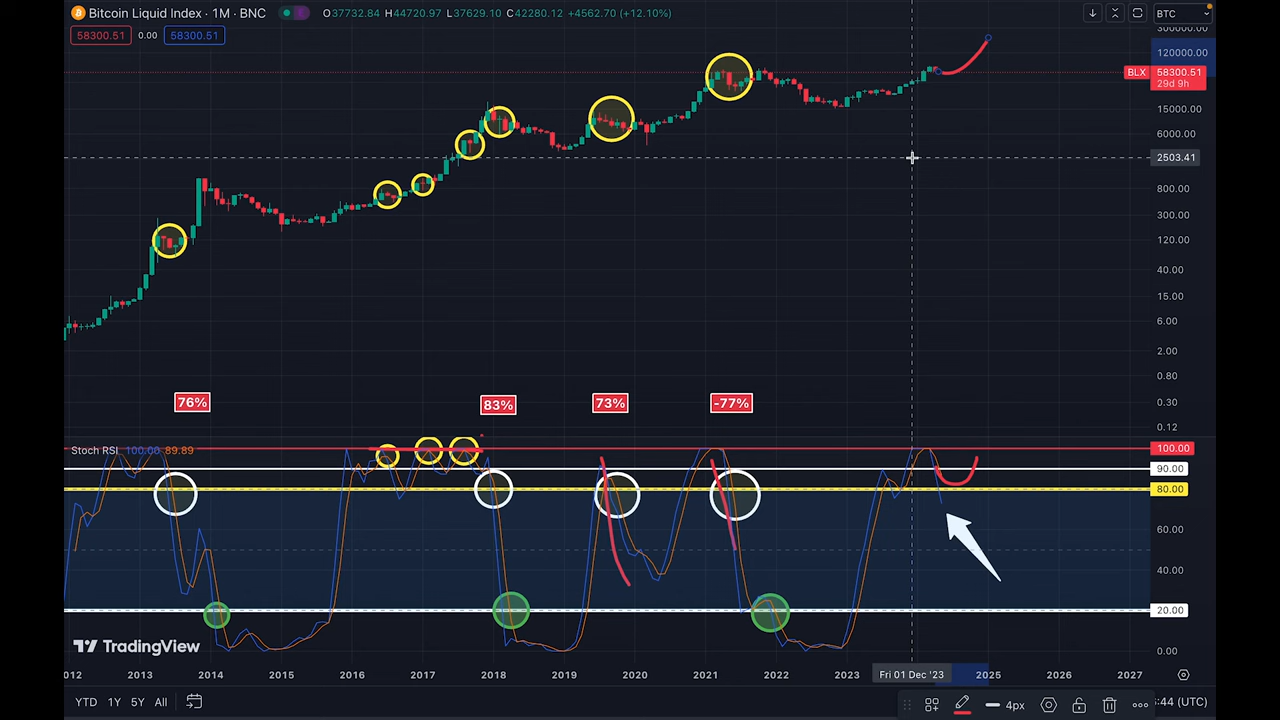 Bitcoin Liquid Index · 1M · BNC O37732.84 H44720.97 L37629.10 C42280.12 +4562.70 (+12.10%) BTC
58300.51 0.00 58300.51
300000.00
120000.00
BLX 58300.51
29d 9h
15000.00
6000.00
2503.41
800.00
300.00
120.00
40.00
15.00
6.00
2.00
0.80
0.30
0.12
76% 83% 73% -77%
Stoch RSI 100.00 89.89
100.00
90.00
80.00
60.00
40.00
20.00
0.00
TradingView
012 2013 2014 2015 2016 2017 2018 2019 2020 2021 2022 2023 Fri 01 Dec '23 2025 2026 2027
YTD 1Y 5Y All 4px :44 (UTC)